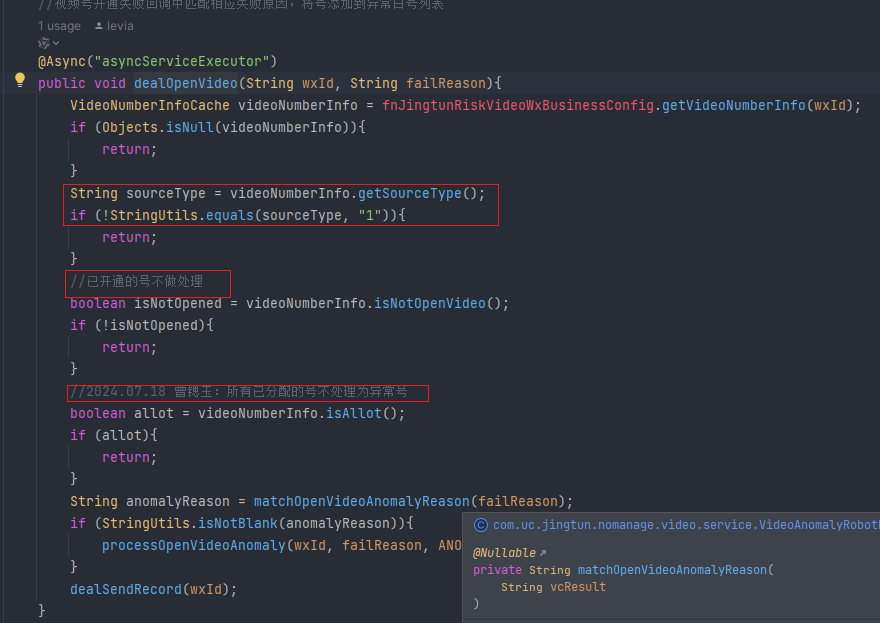 //视频号开通失败回调中匹配相应失败原因，将号添加到异常白号列表
1 usage levia
@Async("asyncServiceExecutor")
public void dealOpenVideo(String wxId, String failReason){
VideoNumberInfoCache videoNumberInfo = fnJingtunRiskVideoWxBusinessConfig.getVideoNumberInfo(wxId);
if (Objects.isNull(videoNumberInfo)){
return;
}
String sourceType = videoNumberInfo.getSourceType();
if (!StringUtils.equals(sourceType, "1")){
return;
}
//已开通的号不做处理
boolean isNotOpened = videoNumberInfo.isNotOpenVideo();
if (!isNotOpened){
return;
}
//2024.07.18 曾锶玉：所有已分配的号不处理为异常号
boolean allot = videoNumberInfo.isAllot();
if (allot){
return;
}
String anomalyReason = matchOpenVideoAnomalyReason(failReason);
if (StringUtils.isNotBlank(anomalyReason)){
processOpenVideoAnomaly(wxId, failReason, ANO
}
dealSendRecord(wxId);
}
com.uc.jingtun.nomanage.video.service.VideoAnomalyRobot
@Nullable
private String matchOpenVideoAnomalyReason(
String vcResult
)